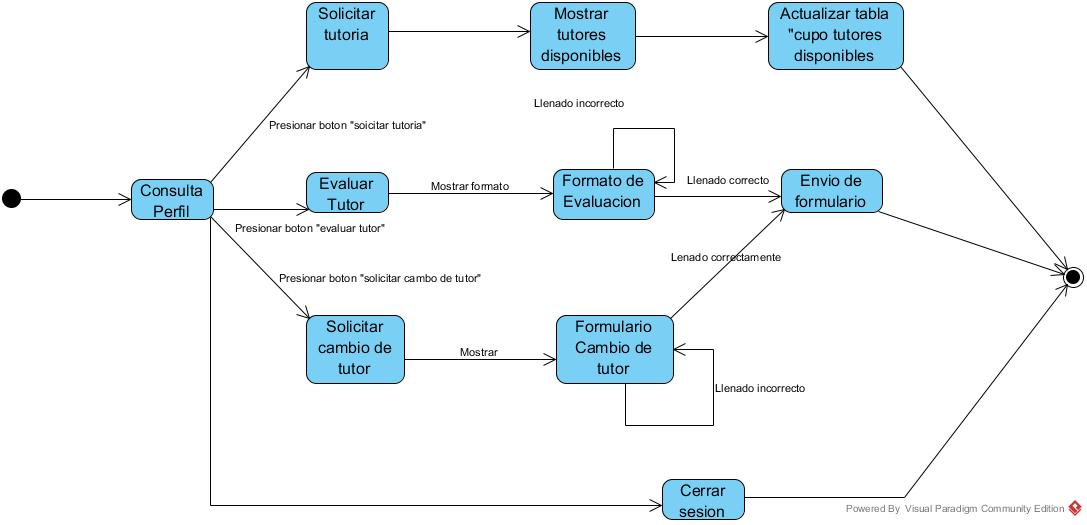 Solicitar
tutoria
Mostrar
tutores
disponibles
Actualizar tabla
"cupo tutores
disponibles
Llenado incorrecto
Presionar boton "soicitar tutoria"
Consulta
Perfil
Evaluar
Tutor
Mostrar formato
Formato de
Evaluacion
Llenado correcto
Envio de
formulario
Presionar boton "evaluar tutor"
Lenado correctamente
Presionar boton "solicitar cambo de tutor"
Solicitar
cambio de
tutor
Mostrar
Formulario
Cambio de
tutor
Llenado incorrecto
Cerrar
sesion
Powered By Visual Paradigm Community Edition